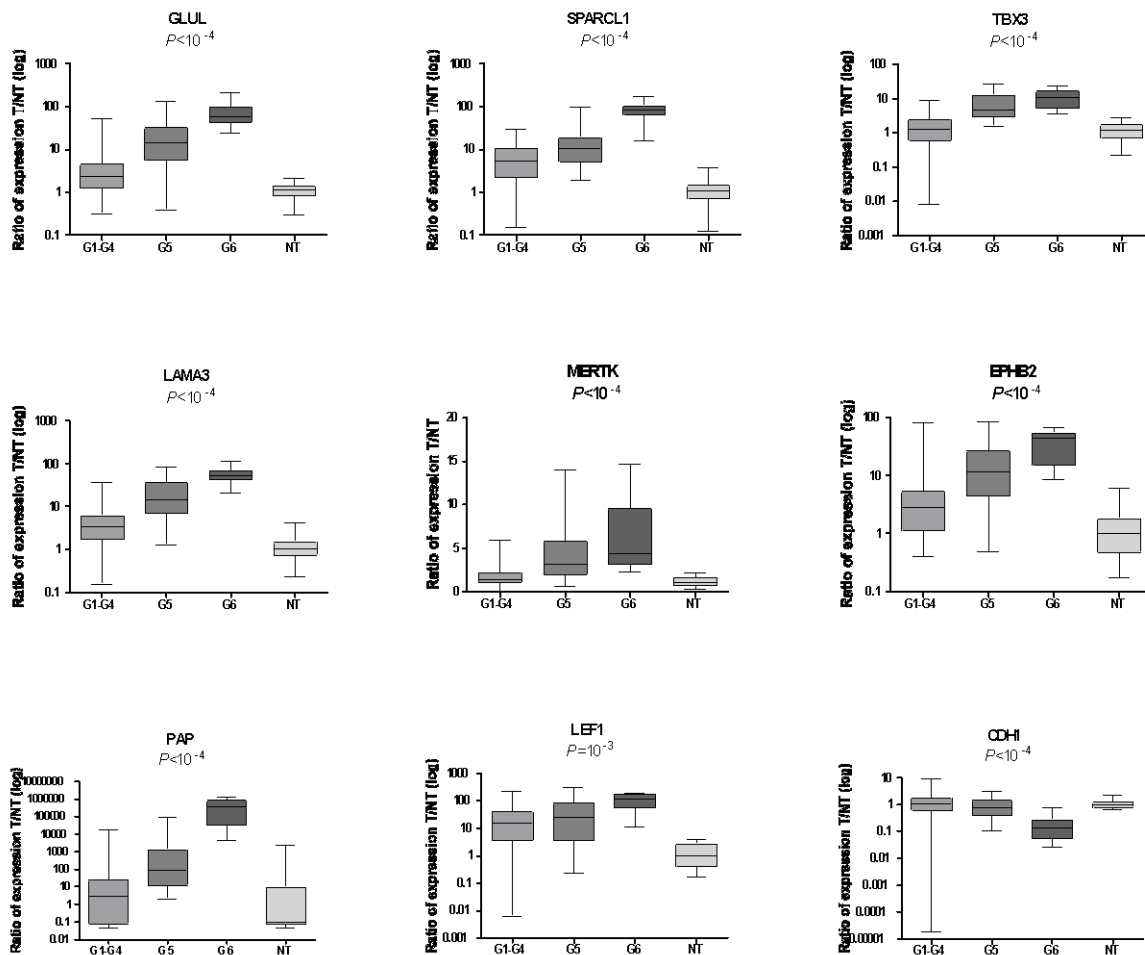 GLUL
P<10⁻⁴
Ratio of expression T/NT (log)
1000
100
10
1
0.1
G1-G4 G5 G6 NT
SPARCL1
P<10⁻⁴
Ratio of expression T/NT (log)
1000
100
10
1
0.1
G1-G4 G5 G6 NT
TBX3
P<10⁻⁴
Ratio of expression T/NT (log)
100
10
1
0.1
0.01
0.001
G1-G4 G5 G6 NT
LAMA3
P<10⁻⁴
Ratio of expression T/NT (log)
1000
100
10
1
0.1
G1-G4 G5 G6 NT
MERTK
P<10⁻⁴
Ratio of expression T/NT
20
15
10
5
0
G1-G4 G5 G6 NT
EPHB2
P<10⁻⁴
Ratio of expression T/NT (log)
100
10
1
0.1
G1-G4 G5 G6 NT
PAP
P<10⁻⁴
Ratio of expression T/NT (log)
10000000
1000000
100000
10000
1000
100
10
1
0.1
0.01
G1-G4 G5 G6 NT
LEF1
P=10⁻³
Ratio of expression T/NT (log)
1000
100
10
1
0.1
0.01
0.001
G1-G4 G5 G6 NT
CDH1
P<10⁻⁴
Ratio of expression T/NT (log)
10
1
0.1
0.01
0.001
0.0001
0.00001
G1-G4 G5 G6 NT